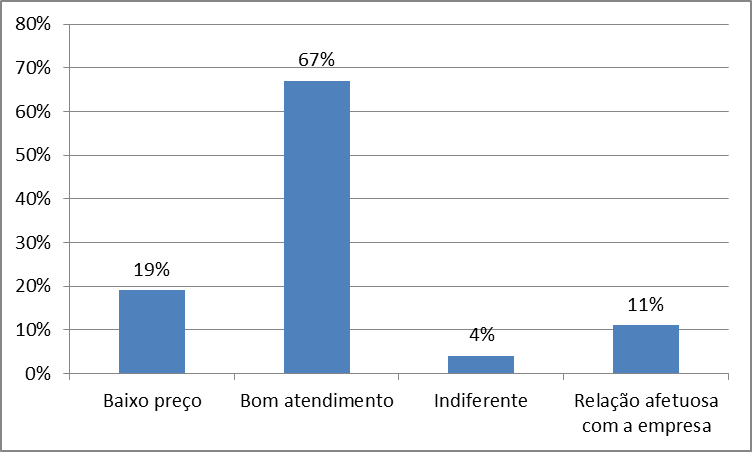 80%
70%
60%
50%
40%
30%
20%
10%
0%
19%
67%
4%
11%
Baixo preço
Bom atendimento
Indiferente
Relação afetuosa
com a empresa